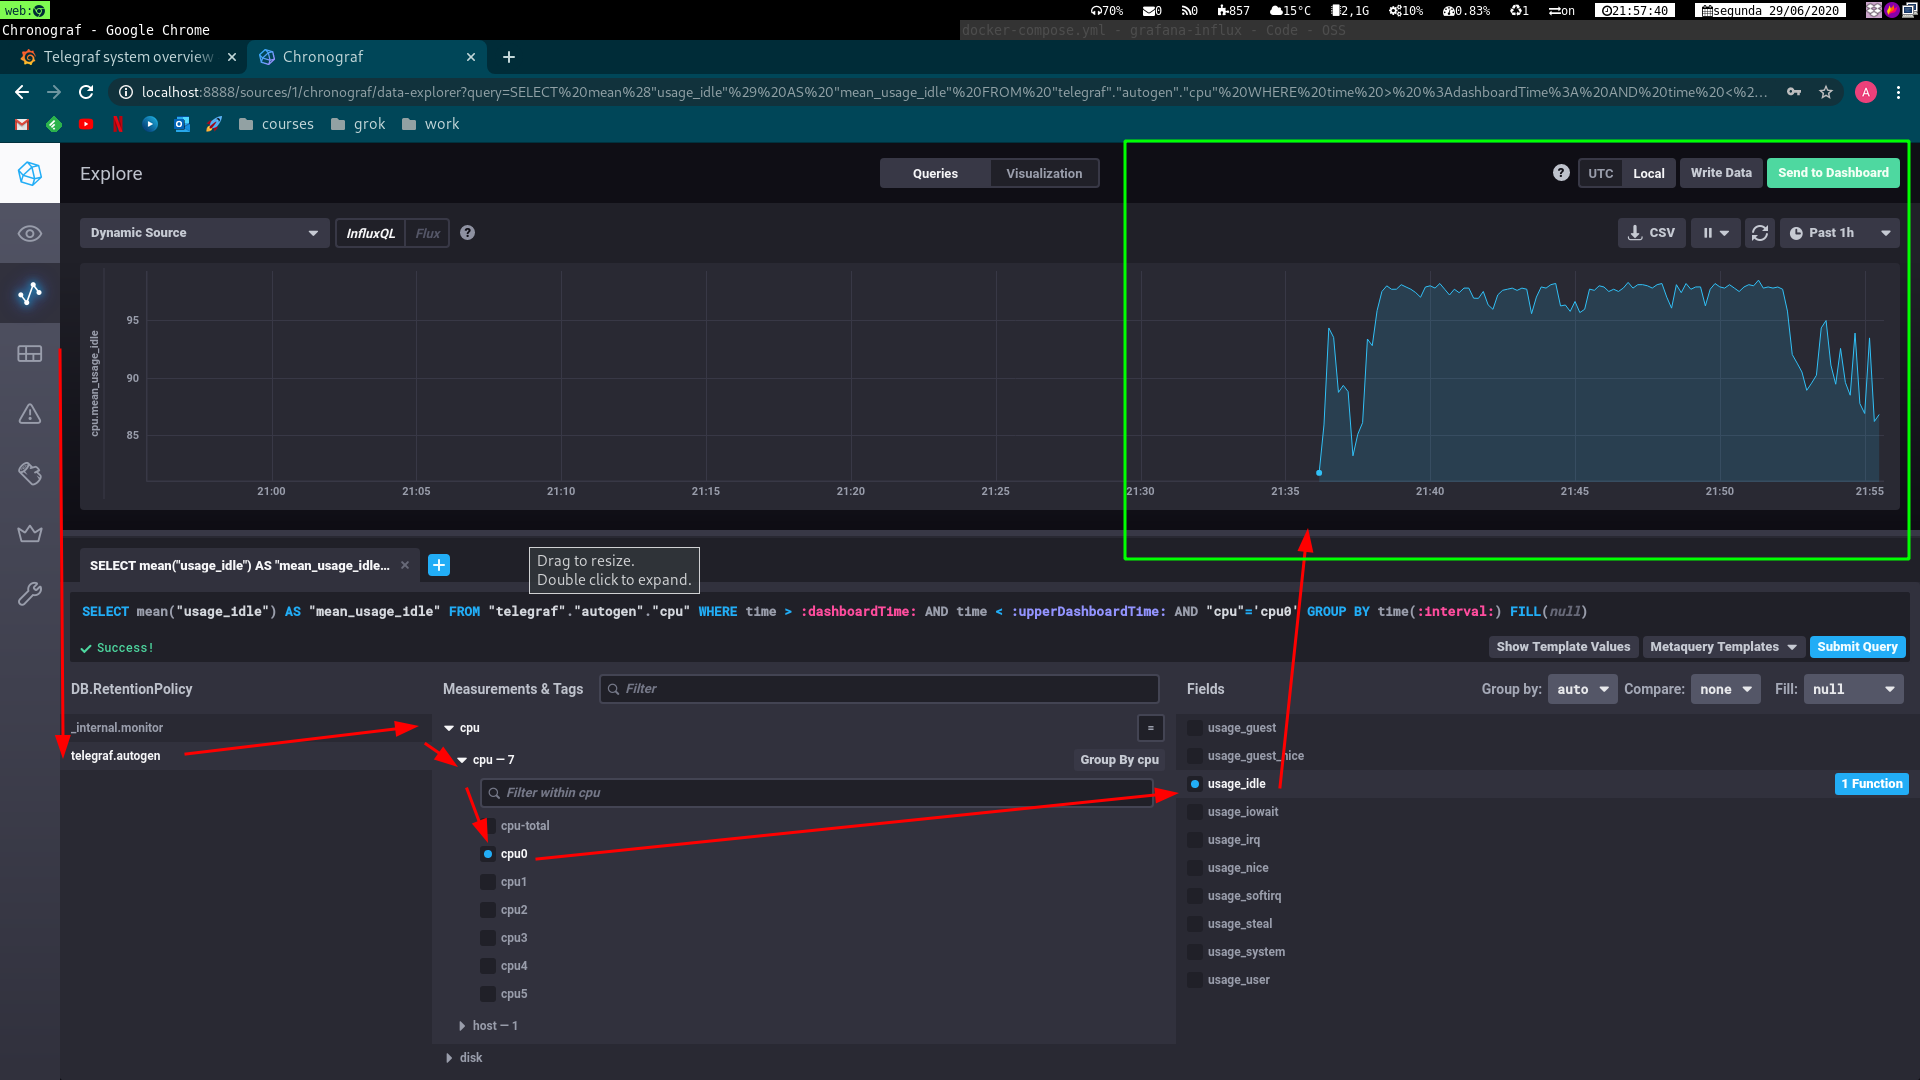 web:
70% 0 0 857 15°C 2,1G 10% 0.83% 1 on 21:57:40 segunda 29/06/2020
Chronograf - Google Chrome
docker-compose.yml - grafana-influx - Code - OSS
Telegraf system overview
Chronograf
localhost:8888/sources/1/chronograf/data-explorer?query=SELECT%20mean%28"usage_idle"%29%20AS%20"mean_usage_idle"%20FROM%20"telegraf"."autogen"."cpu"%20WHERE%20time%20>%20%3AdashboardTime%3A%20AND%20time%20<%2...
A
courses
grok
work
Explore
Queries
Visualization
UTC
Local
Write Data
Send to Dashboard
Dynamic Source
InfluxQL
Flux
CSV
Past 1h
cpu.mean_usage_idle
95
90
85
21:00 21:05 21:10 21:15 21:20 21:25 21:30 21:35 21:40 21:45 21:50 21:55
SELECT mean("usage_idle") AS "mean_usage_idle...
Drag to resize.
Double click to expand.
SELECT mean("usage_idle") AS "mean_usage_idle" FROM "telegraf"."autogen"."cpu" WHERE time > :dashboardTime: AND time < :upperDashboardTime: AND "cpu"='cpu0' GROUP BY time(:interval:) FILL(null)
Success!
Show Template Values
Metaquery Templates
Submit Query
DB.RetentionPolicy
_internal.monitor
telegraf.autogen
Measurements & Tags
Filter
cpu
=
cpu — 7
Group By cpu
Filter within cpu
cpu-total
cpu0
cpu1
cpu2
cpu3
cpu4
cpu5
host — 1
disk
Fields
Group by: auto
Compare: none
Fill: null
usage_guest
usage_guest_nice
usage_idle
1 Function
usage_iowait
usage_irq
usage_nice
usage_softirq
usage_steal
usage_system
usage_user